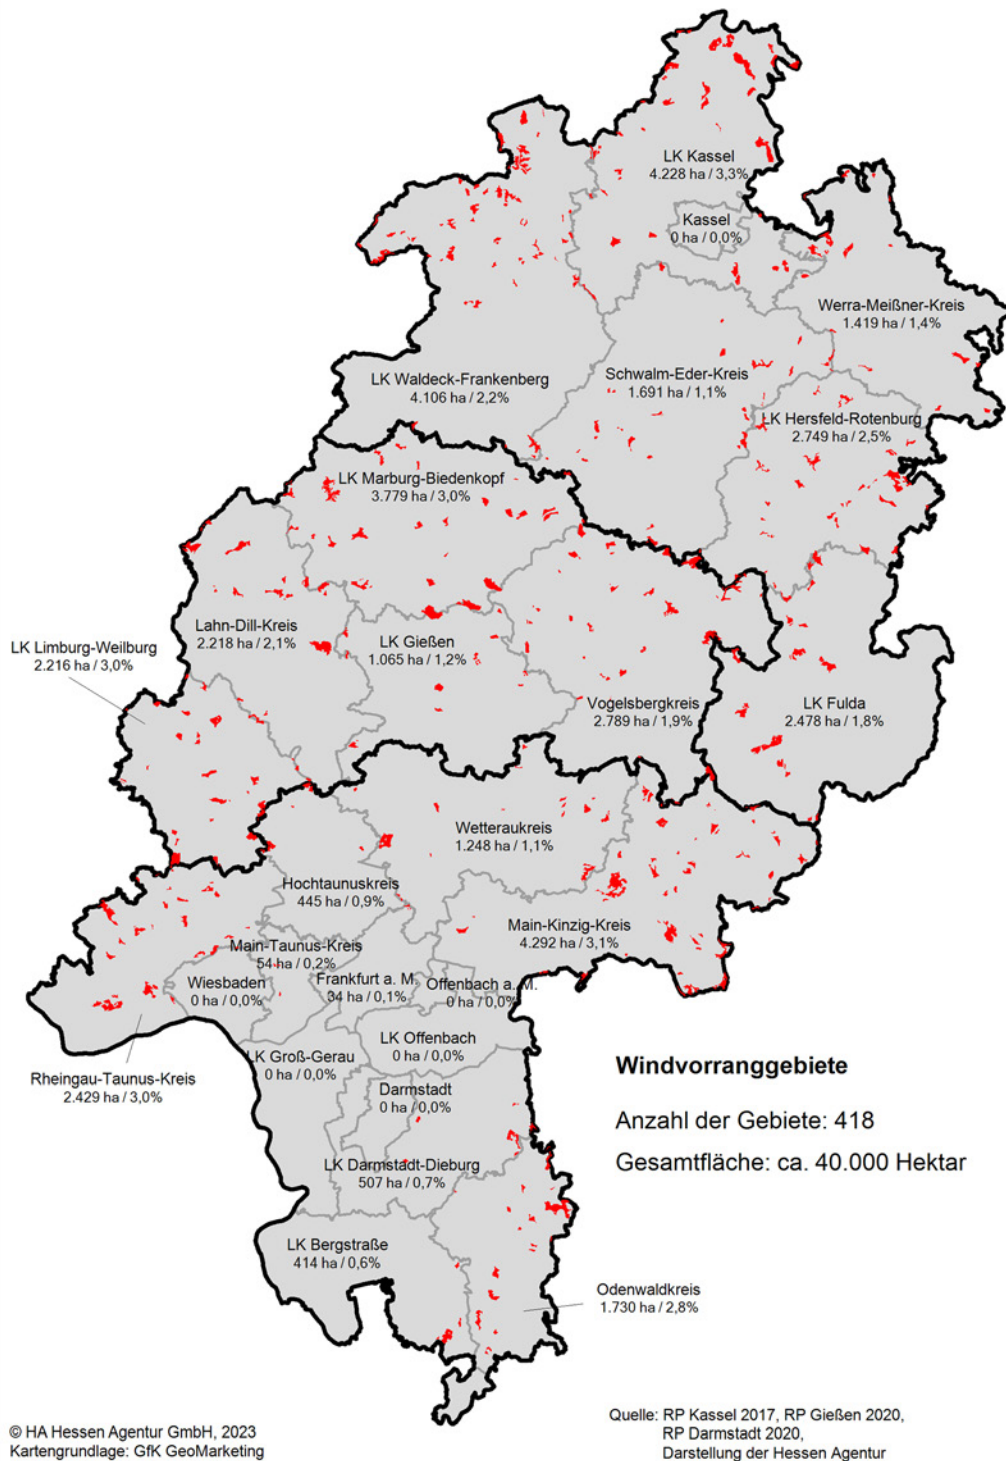 LK Kassel
4.228 ha / 3,3%
Kassel
0 ha / 0,0%
Werra-Meißner-Kreis
1.419 ha / 1,4%
LK Waldeck-Frankenberg
4.106 ha / 2,2%
Schwalm-Eder-Kreis
1.691 ha / 1,1%
LK Hersfeld-Rotenburg
2.749 ha / 2,5%
LK Marburg-Biedenkopf
3.779 ha / 3,0%
Lahn-Dill-Kreis
2.218 ha / 2,1%
LK Limburg-Weilburg
2.216 ha / 3,0%
LK Gießen
1.065 ha / 1,2%
Vogelsbergkreis
2.789 ha / 1,9%
LK Fulda
2.478 ha / 1,8%
Wetteraukreis
1.248 ha / 1,1%
Hochtaunuskreis
445 ha / 0,9%
Main-Kinzig-Kreis
4.292 ha / 3,1%
Main-Taunus-Kreis
54 ha / 0,2%
Wiesbaden
0 ha / 0,0%
Frankfurt a. M.
34 ha / 0,1%
Offenbach a. M.
0 ha / 0,0%
LK Offenbach
0 ha / 0,0%
LK Groß-Gerau
0 ha / 0,0%
Rheingau-Taunus-Kreis
2.429 ha / 3,0%
Darmstadt
0 ha / 0,0%
LK Darmstadt-Dieburg
507 ha / 0,7%
LK Bergstraße
414 ha / 0,6%
Odenwaldkreis
1.730 ha / 2,8%
Windvorranggebiete
Anzahl der Gebiete: 418
Gesamtfläche: ca. 40.000 Hektar
© HA Hessen Agentur GmbH, 2023
Kartengrundlage: GfK GeoMarketing
Quelle: RP Kassel 2017, RP Gießen 2020,
RP Darmstadt 2020,
Darstellung der Hessen Agentur